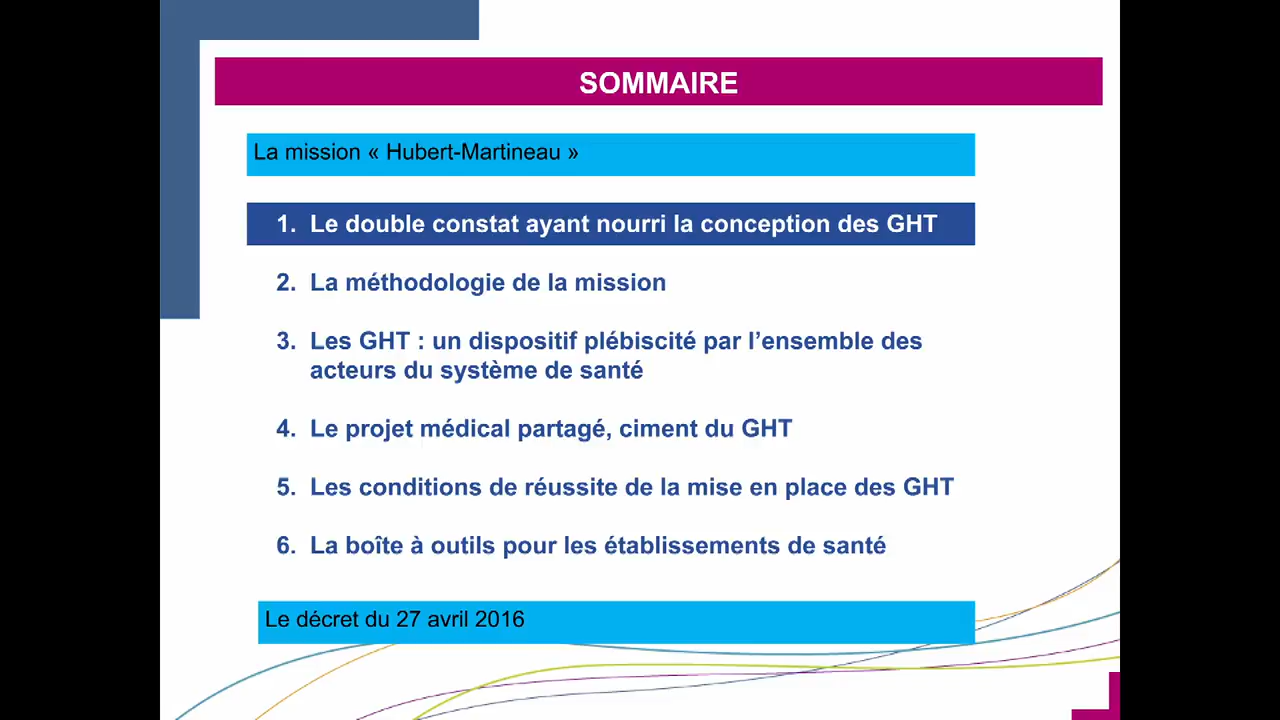 SOMMAIRE
La mission « Hubert-Martineau »
1. Le double constat ayant nourri la conception des GHT
2. La méthodologie de la mission
3. Les GHT : un dispositif plébiscité par l’ensemble des
acteurs du système de santé
4. Le projet médical partagé, ciment du GHT
5. Les conditions de réussite de la mise en place des GHT
6. La boîte à outils pour les établissements de santé
Le décret du 27 avril 2016